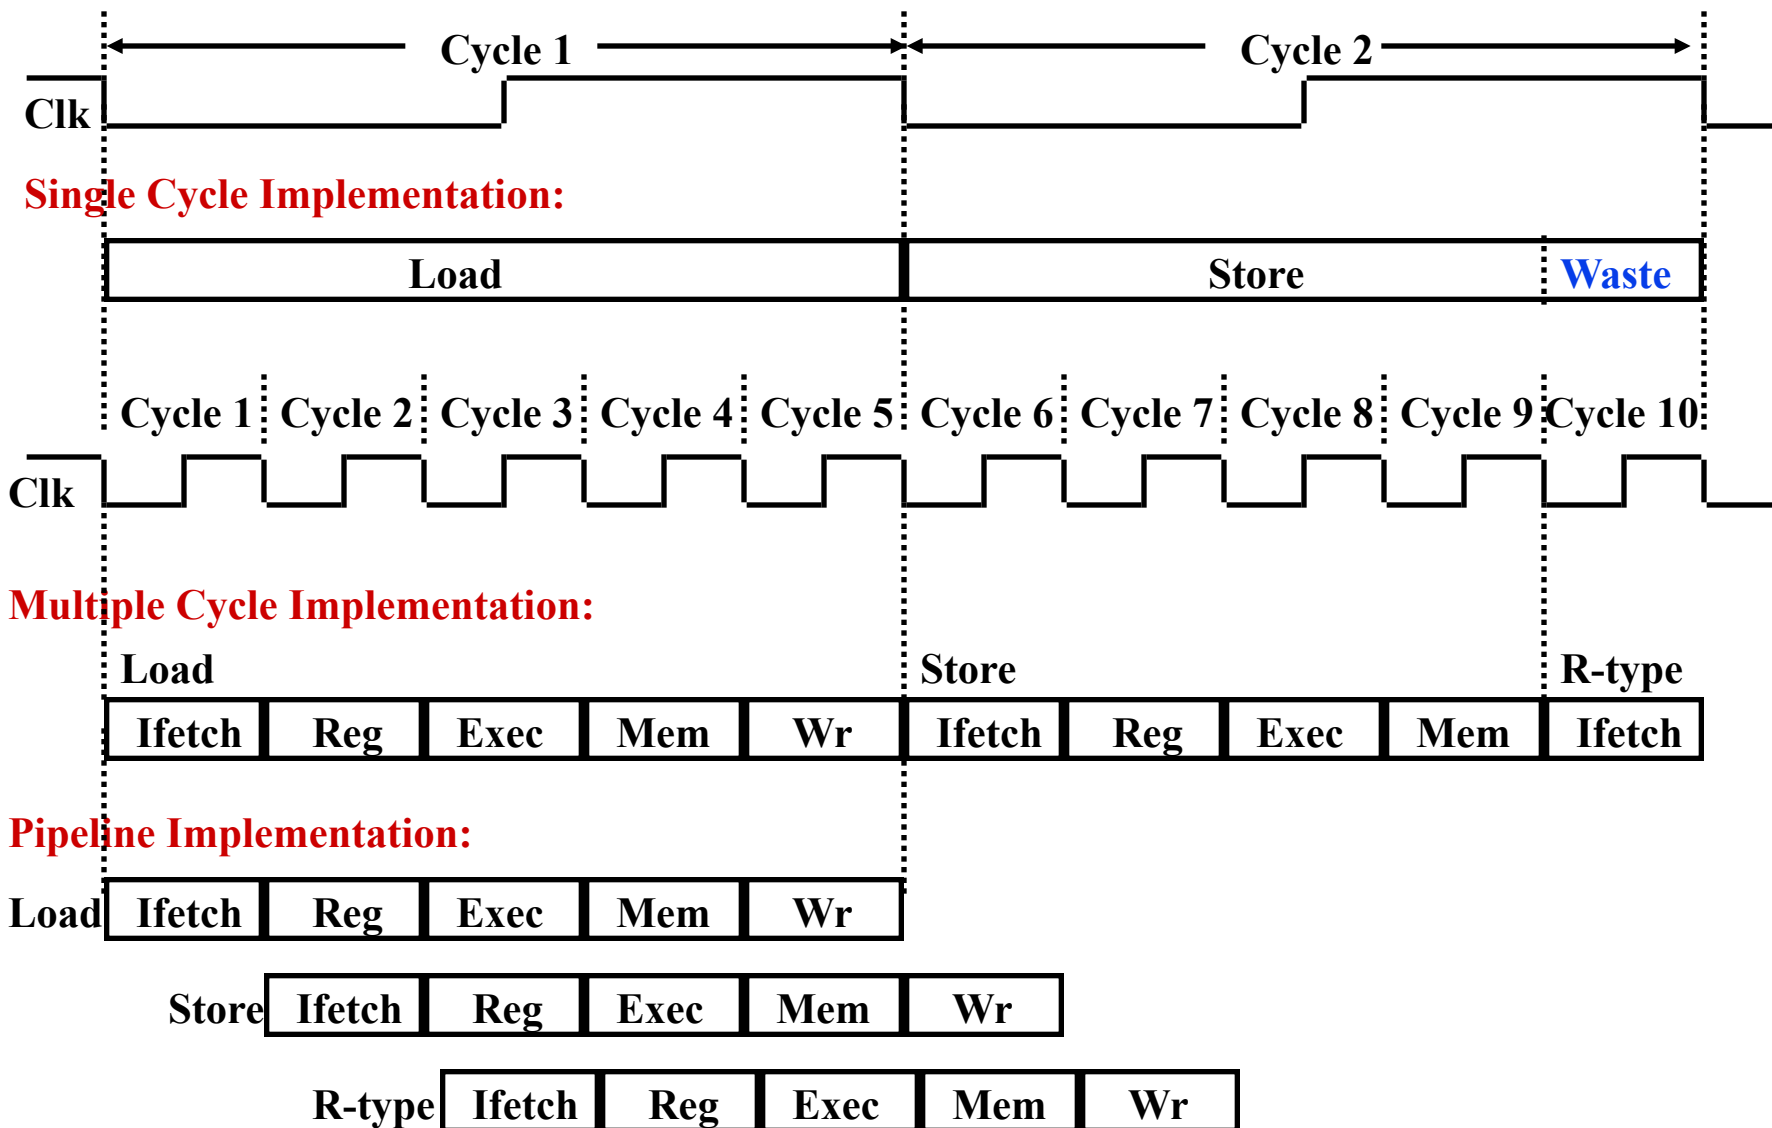 Cycle 1 Cycle 2
Clk
Single Cycle Implementation:
Load Store Waste
Cycle 1 Cycle 2 Cycle 3 Cycle 4 Cycle 5 Cycle 6 Cycle 7 Cycle 8 Cycle 9 Cycle 10
Clk
Multiple Cycle Implementation:
Load Store R-type
Ifetch Reg Exec Mem Wr Ifetch Reg Exec Mem Ifetch
Pipeline Implementation:
Load Ifetch Reg Exec Mem Wr
Store Ifetch Reg Exec Mem Wr
R-type Ifetch Reg Exec Mem Wr